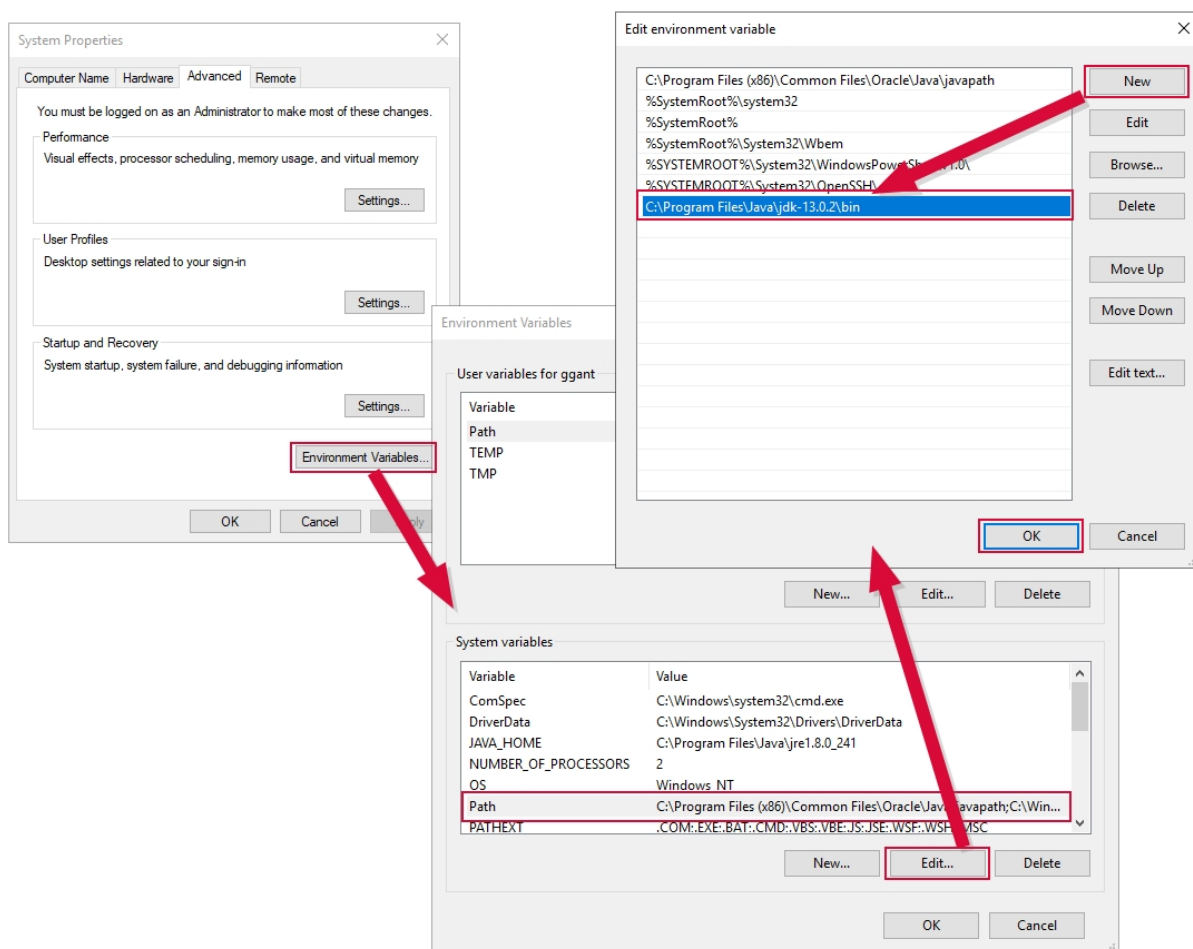 System Properties
Computer Name Hardware Advanced Remote
You must be logged on as an Administrator to make most of these changes.
Performance
Visual effects, processor scheduling, memory usage, and virtual memory
Settings...
User Profiles
Desktop settings related to your sign-in
Settings...
Startup and Recovery
System startup, system failure, and debugging information
Settings...
Environment Variables...
OK Cancel
Edit environment variable
C:\Program Files (x86)\Common Files\Oracle\Java\javapath
%SystemRoot%\system32
%SystemRoot%
%SystemRoot%\System32\Wbem
%SYSTEMROOT%\System32\WindowsPowerShell\v1.0\
%SYSTEMROOT%\System32\OpenSSH\
C:\Program Files\Java\jdk-13.0.2\bin
New
Edit
Browse...
Delete
Move Up
Move Down
Edit text...
OK Cancel
Environment Variables
User variables for ggant
Variable
Path
TEMP
TMP
New... Edit... Delete
System variables
Variable Value
ComSpec C:\Windows\system32\cmd.exe
DriverData C:\Windows\System32\Drivers\DriverData
JAVA_HOME C:\Program Files\Java\jre1.8.0_241
NUMBER_OF_PROCESSORS 2
OS Windows_NT
Path C:\Program Files (x86)\Common Files\Oracle\Java\javapath;C:\Win...
PATHEXT .COM;.EXE;.BAT;.CMD;.VBS;.VBE;.JS;.JSE;.WSF;.WSH;.MSC
New... Edit... Delete
OK Cancel